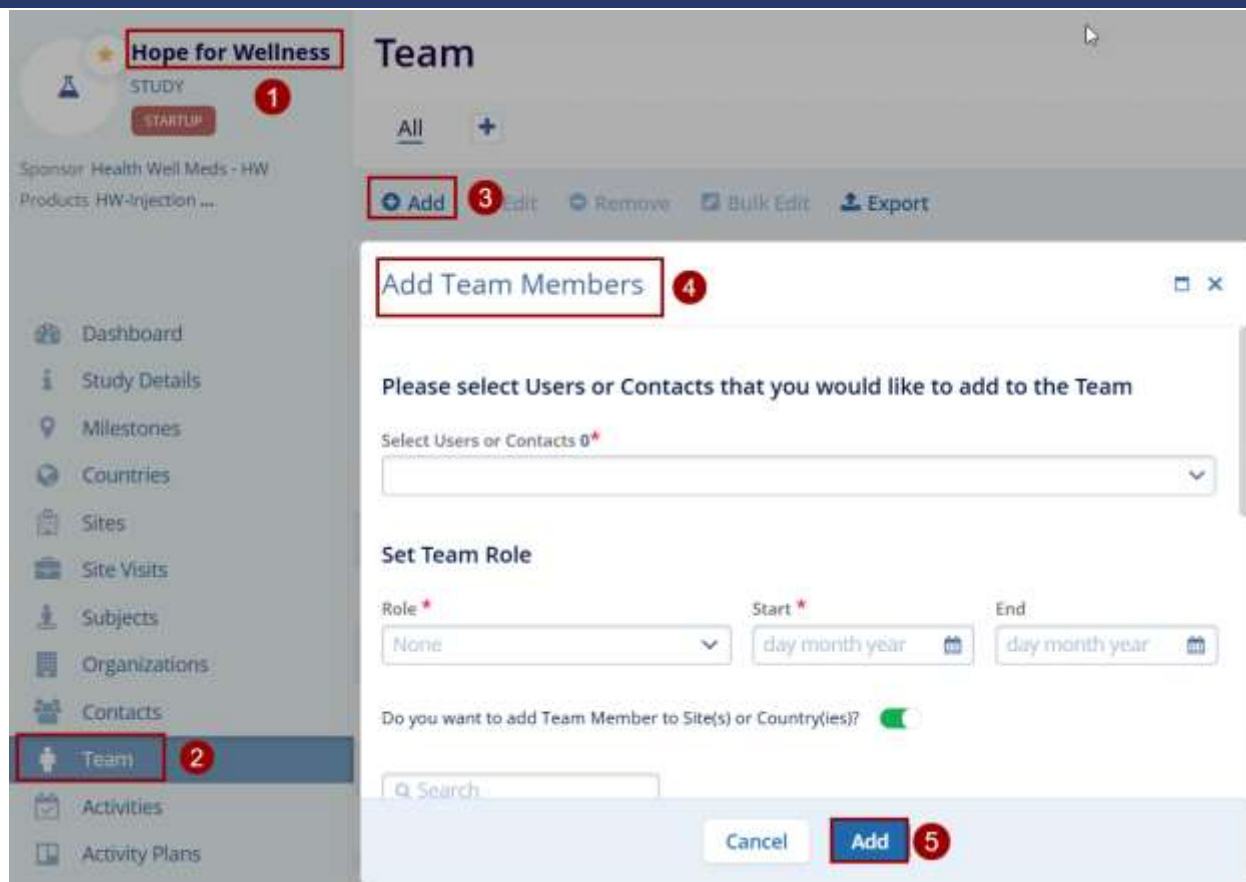 Hope for Wellness
STUDY
1
STARTUP
Sponsor Health Well Meds - HW
Products HW-Injection ...
Dashboard
Study Details
Milestones
Countries
Sites
Site Visits
Subjects
Organizations
Contacts
Team 2
Activities
Activity Plans
Team
All +
Add 3 Edit Remove Bulk Edit Export
Add Team Members 4
Please select Users or Contacts that you would like to add to the Team
Select Users or Contacts 0*
Set Team Role
Role * Start * End
None day month year day month year
Do you want to add Team Member to Site(s) or Country(ies)?
Search
Cancel Add 5